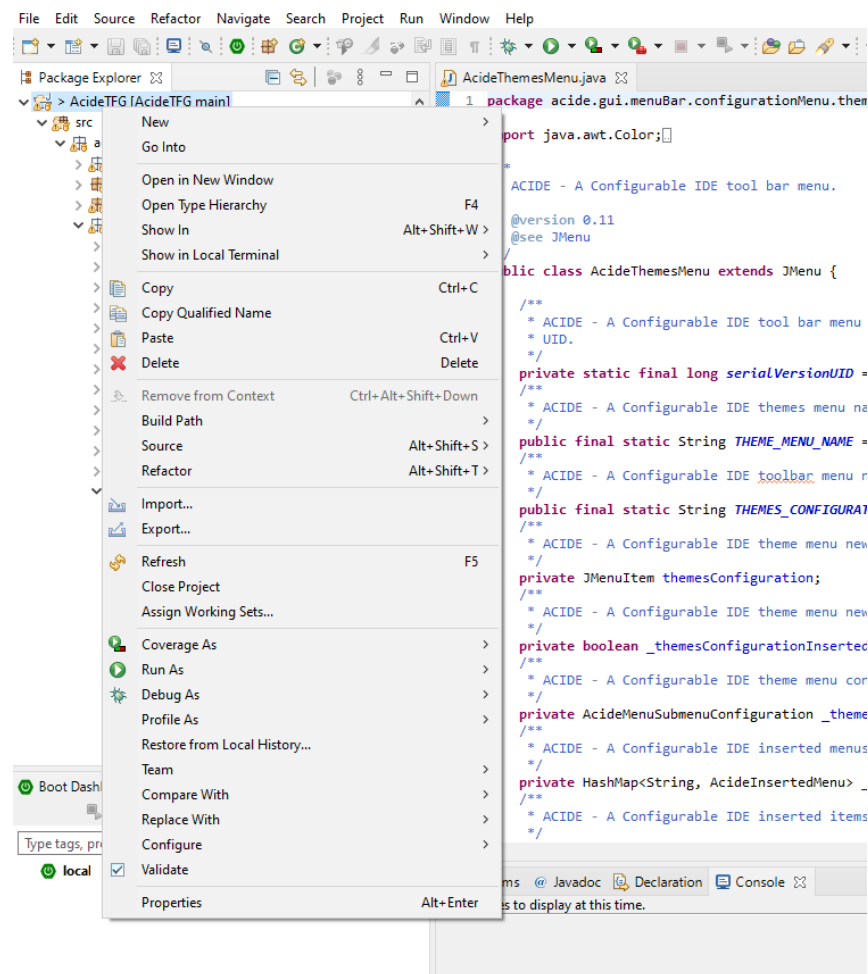 File Edit Source Refactor Navigate Search Project Run Window Help
Package Explorer
AcideThemesMenu.java
> AcideTFG [AcideTFG main]
src
a
New
Go Into
Open in New Window
Open Type Hierarchy F4
Show In Alt+Shift+W >
Show in Local Terminal
Copy Ctrl+C
Copy Qualified Name
Paste Ctrl+V
Delete Delete
Remove from Context Ctrl+Alt+Shift+Down
Build Path
Source Alt+Shift+S >
Refactor Alt+Shift+T >
Import...
Export...
Refresh F5
Close Project
Assign Working Sets...
Coverage As
Run As
Debug As
Profile As
Restore from Local History...
Team
Compare With
Replace With
Configure
Validate
Properties Alt+Enter
Boot Dash
Type tags, pr
local
1 package acide.gui.menuBar.configurationMenu.them
port java.awt.Color;
*
ACIDE - A Configurable IDE tool bar menu.
@version 0.11
@see JMenu
/
blic class AcideThemesMenu extends JMenu {
/**
* ACIDE - A Configurable IDE tool bar menu
* UID.
*/
private static final long serialVersionUID =
/**
* ACIDE - A Configurable IDE themes menu na
*/
public final static String THEME_MENU_NAME =
/**
* ACIDE - A Configurable IDE toolbar menu n
*/
public final static String THEMES_CONFIGURAT
/**
* ACIDE - A Configurable IDE theme menu new
*/
private JMenuItem themesConfiguration;
/**
* ACIDE - A Configurable IDE theme menu new
*/
private boolean _themesConfigurationInserted
/**
* ACIDE - A Configurable IDE theme menu con
*/
private AcideMenuSubmenuConfiguration _theme
/**
* ACIDE - A Configurable IDE inserted menus
*/
private HashMap<String, AcideInsertedMenu> _
/**
* ACIDE - A Configurable IDE inserted items
*/
ms @ Javadoc Declaration Console
s to display at this time.